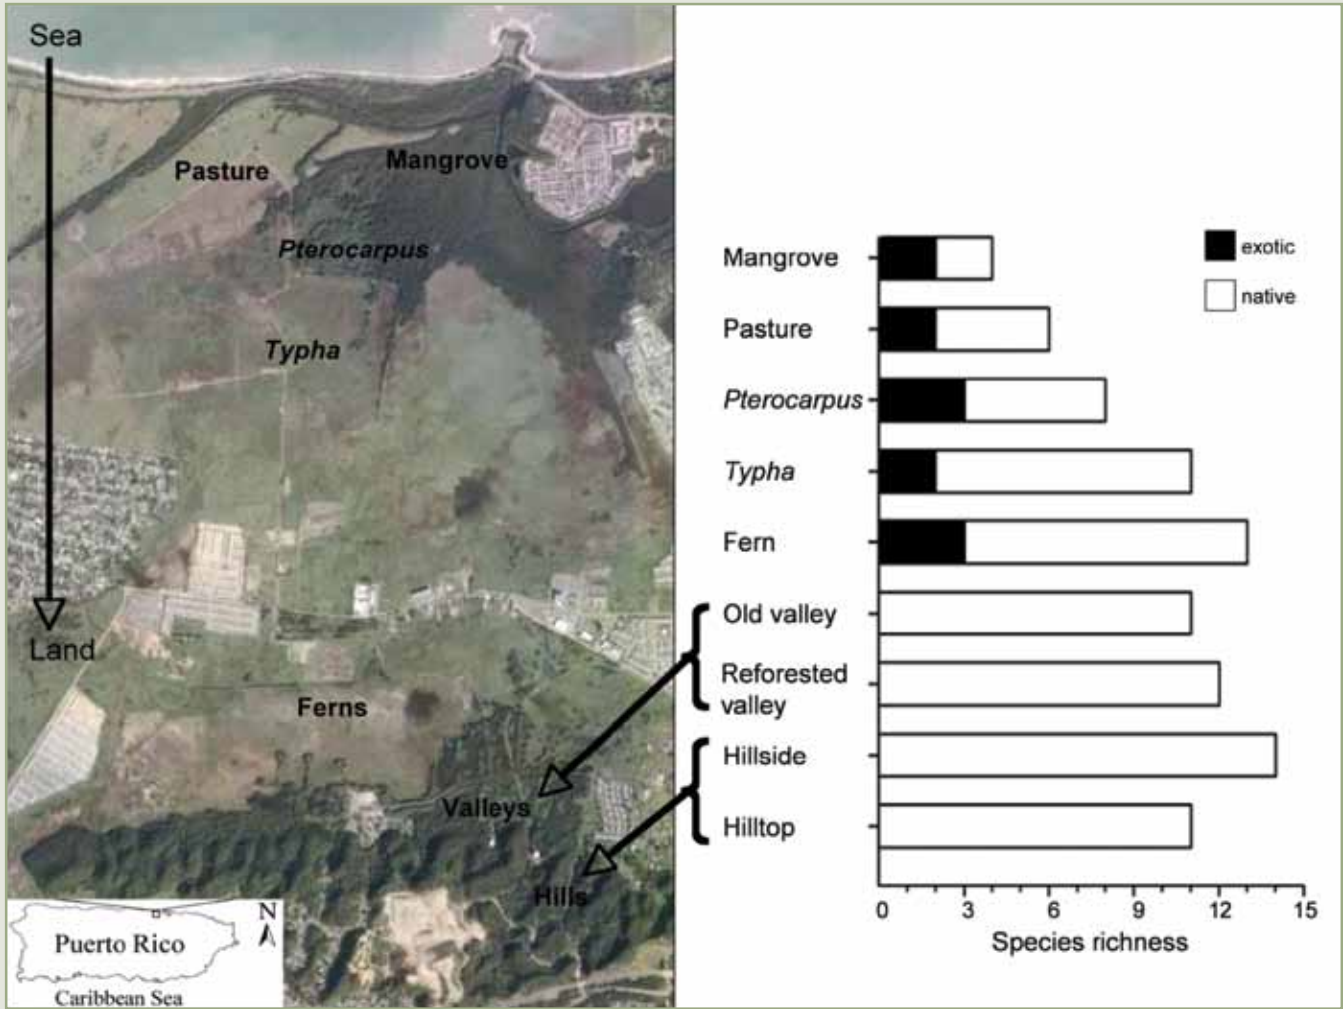 Sea
Pasture
Mangrove
Pterocarpus
Typha
Land
Ferns
Valleys
Hills
N
Puerto Rico
Caribbean Sea
exotic
native
Mangrove
Pasture
Pterocarpus
Typha
Fern
Old valley
Reforested
valley
Hillside
Hilltop
0 3 6 9 12 15
Species richness